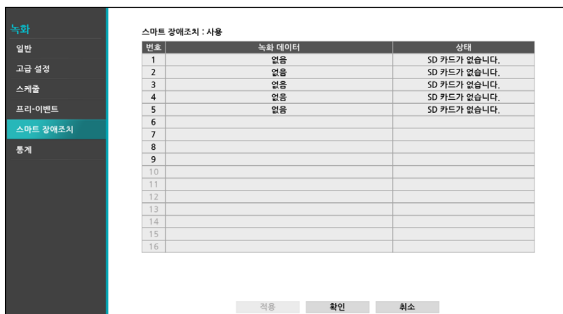 녹화
일반
고급 설정
스케줄
프리-이벤트
스마트 장애조치
통계
스마트 장애조치 : 사용
번호 녹화 데이터 상태
1 없음 SD 카드가 없습니다.
2 없음 SD 카드가 없습니다.
3 없음 SD 카드가 없습니다.
4 없음 SD 카드가 없습니다.
5 없음 SD 카드가 없습니다.
6
7
8
9
10
11
12
13
14
15
16
적용 확인 취소